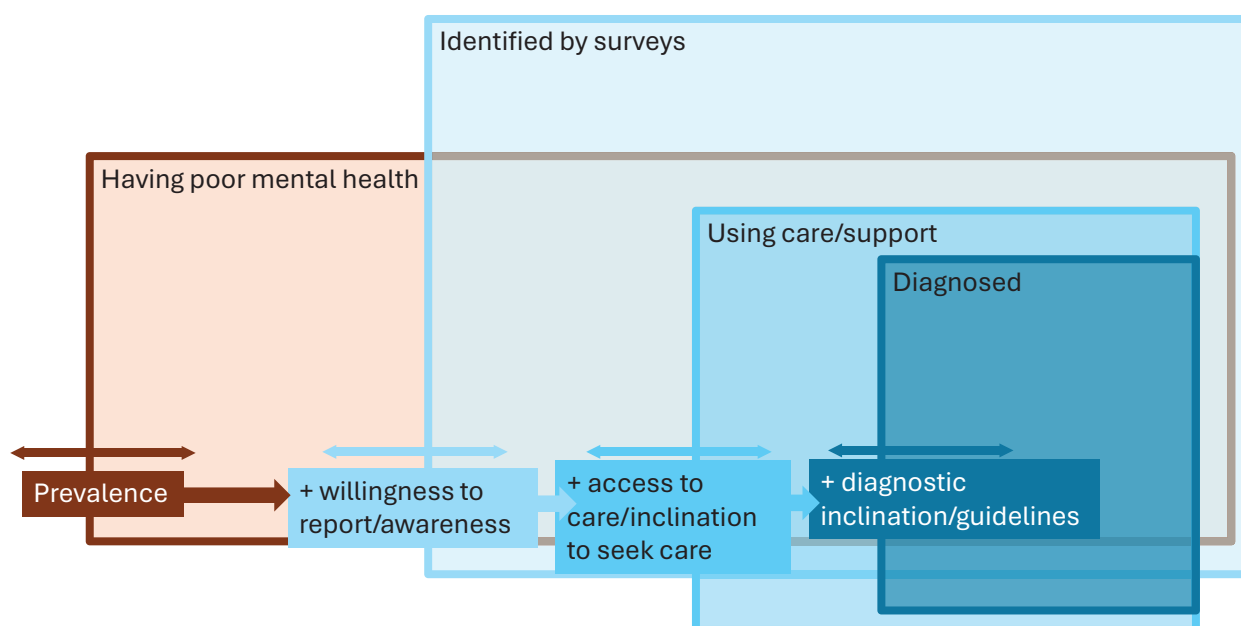 Identified by surveys
Having poor mental health
Using care/support
Diagnosed
Prevalence
+ willingness to
report/awareness
+ access to
care/inclination
to seek care
+ diagnostic
inclination/guidelines